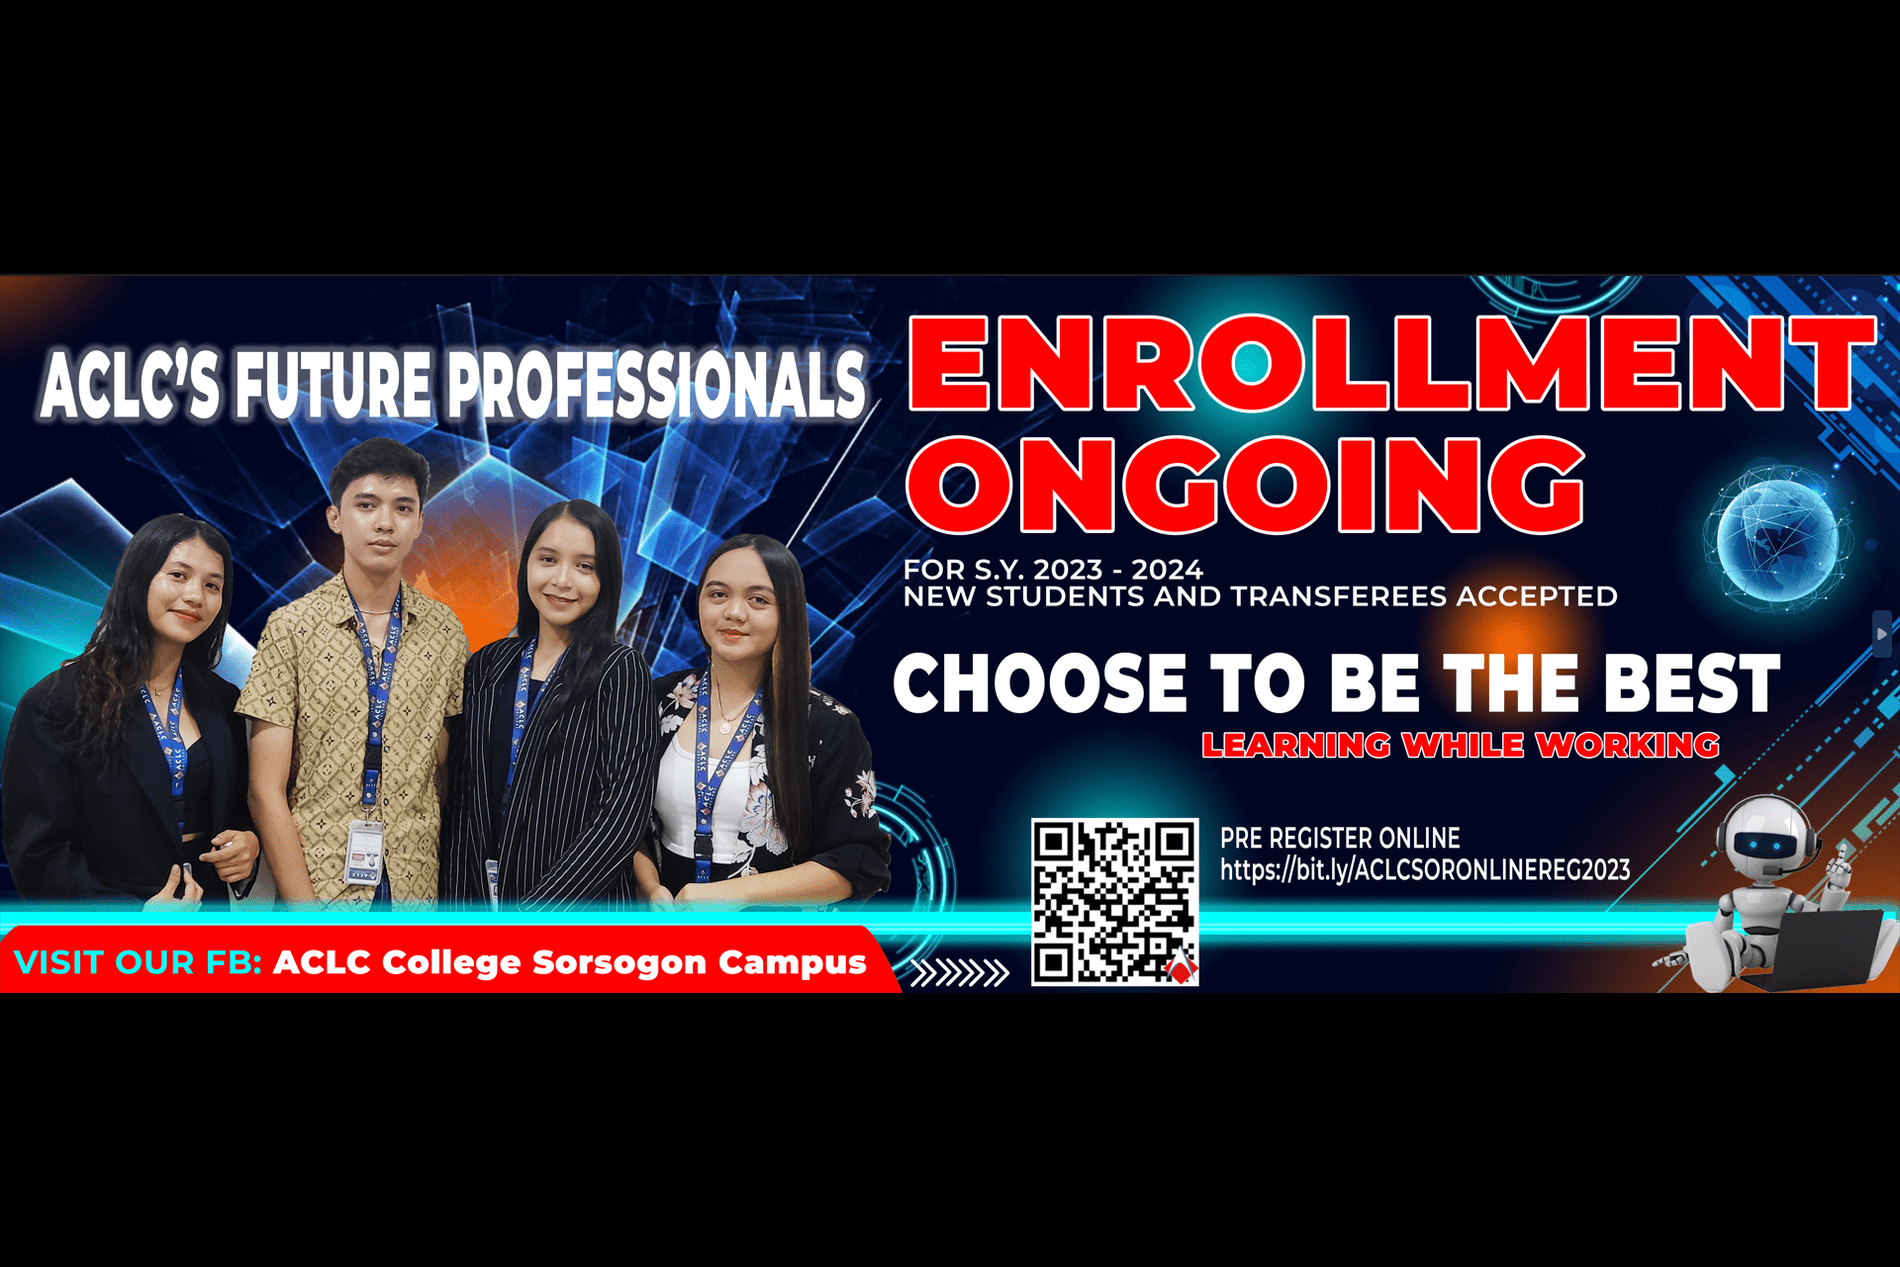 ACLC'S FUTURE PROFESSIONALS
ENROLLMENT
ONGOING
FOR S.Y. 2023 - 2024
NEW STUDENTS AND TRANSFEREES ACCEPTED
CHOOSE TO BE THE BEST
LEARNING WHILE WORKING
PRE REGISTER ONLINE
https://bit.ly/ACLCSORONLINEREG2023
VISIT OUR FB: ACLC College Sorsogon Campus